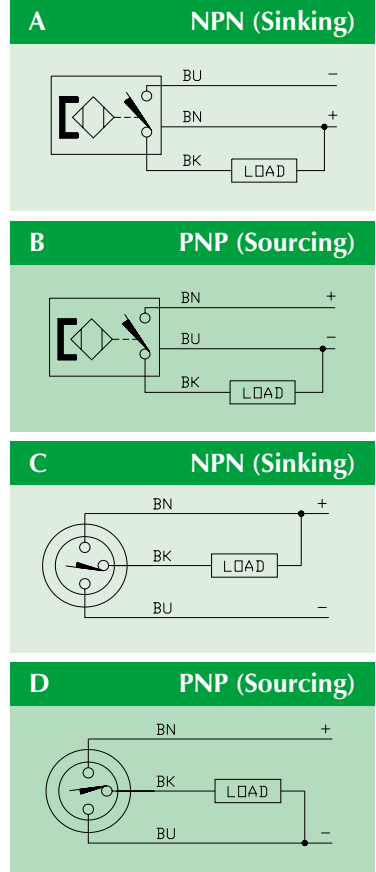 A NPN (Sinking)
BU −
BN +
BK LOAD
B PNP (Sourcing)
BN +
BU −
BK LOAD
C NPN (Sinking)
BN +
BK LOAD
BU −
D PNP (Sourcing)
BN +
BK LOAD
BU −